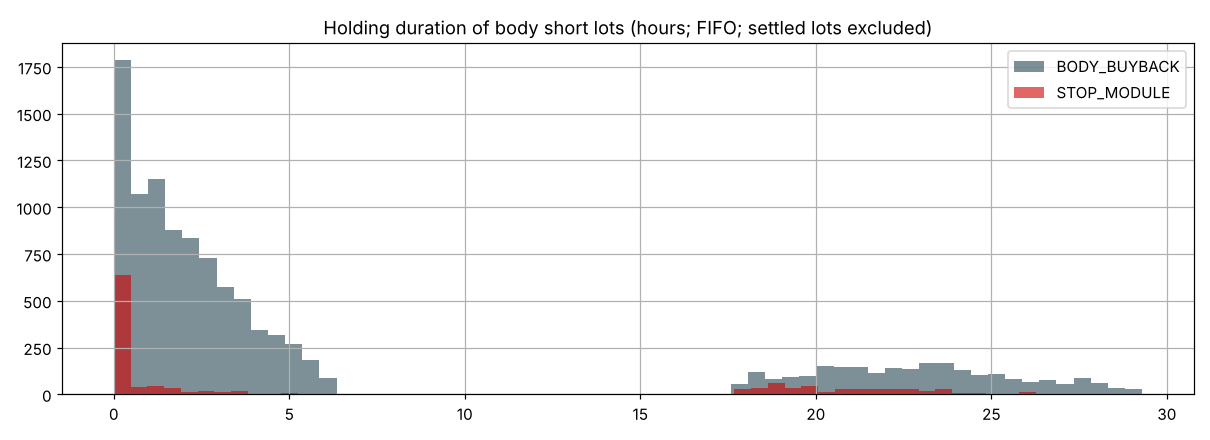 Holding duration of body short lots (hours; FIFO; settled lots excluded)
1750
1500
1250
1000
750
500
250
0
BODY_BUYBACK
STOP_MODULE
0 5 10 15 20 25 30